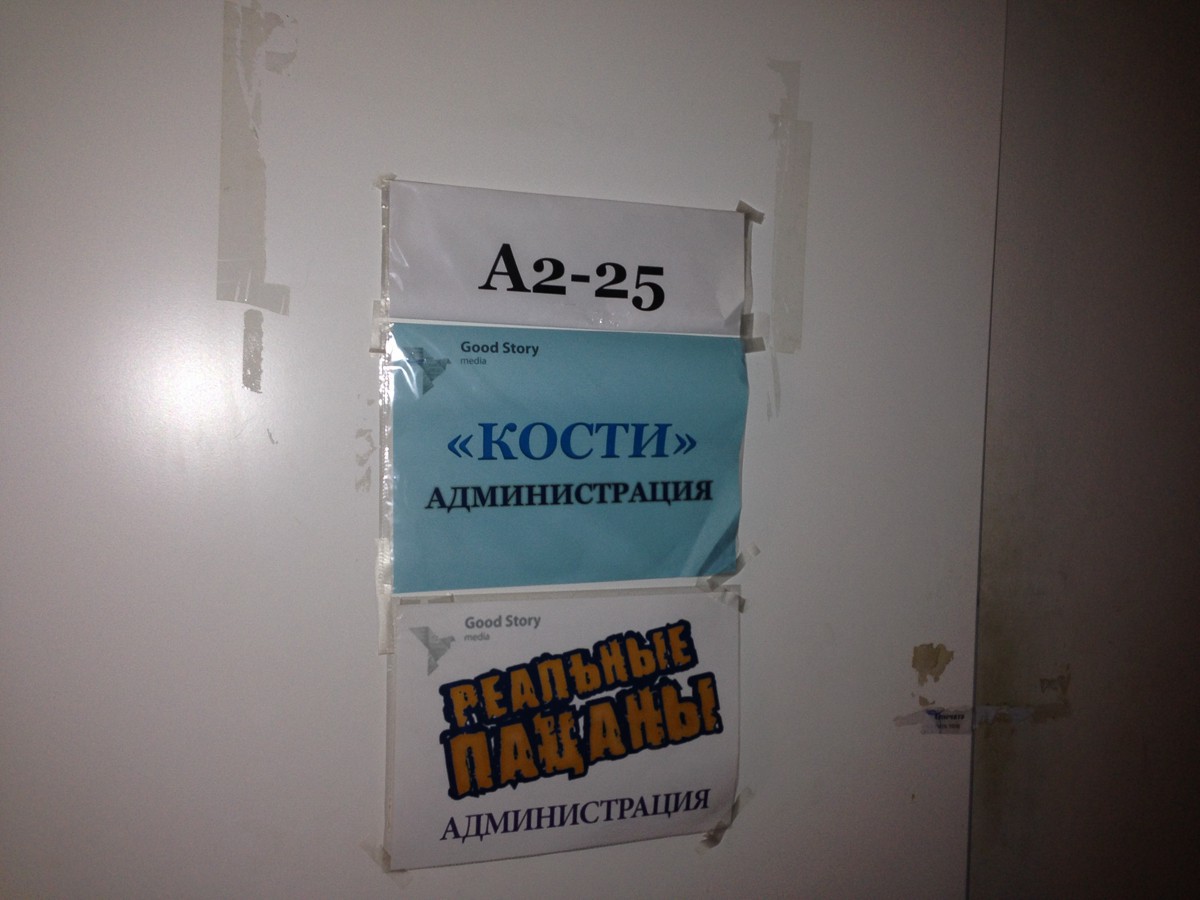 А2-25
Good Story
media
«КОСТИ»
АДМИНИСТРАЦИЯ
Good Story
media
РЕАЛЬНЫЕ
ПАЦАНЫ
АДМИНИСТРАЦИЯ